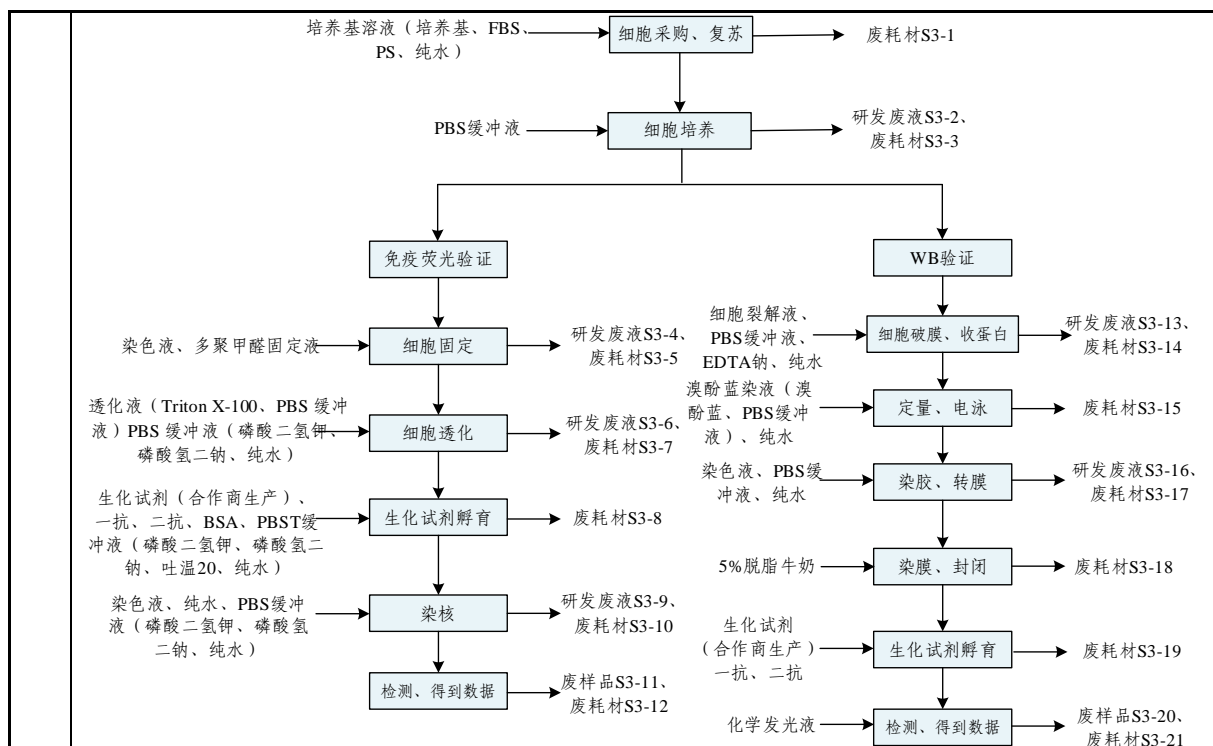 培养基溶液（培养基、FBS、
PS、纯水）
细胞采购、复苏
废耗材S3-1
PBS缓冲液
细胞培养
研发废液S3-2、
废耗材S3-3
免疫荧光验证
染色液、多聚甲醛固定液
细胞固定
研发废液S3-4、
废耗材S3-5
透化液（Triton X-100、PBS 缓冲
液）PBS 缓冲液（磷酸二氢钾、
磷酸氢二钠、纯水）
细胞透化
研发废液S3-6、
废耗材S3-7
生化试剂（合作商生产）、
一抗、二抗、BSA、PBST缓
冲液（磷酸二氢钾、磷酸氢二
钠、吐温20、纯水）
生化试剂孵育
废耗材S3-8
染色液、纯水、PBS缓冲
液（磷酸二氢钾、磷酸氢
二钠、纯水）
染核
研发废液S3-9、
废耗材S3-10
检测、得到数据
废样品S3-11、
废耗材S3-12
WB验证
细胞裂解液、
PBS缓冲液、
EDTA钠、纯水
细胞破膜、收蛋白
研发废液S3-13、
废耗材S3-14
溴酚蓝染液（溴
酚蓝、PBS缓冲
液）、纯水
定量、电泳
废耗材S3-15
染色液、PBS缓
冲液、纯水
染胶、转膜
研发废液S3-16、
废耗材S3-17
5%脱脂牛奶
染膜、封闭
废耗材S3-18
生化试剂
（合作商生产）
一抗、二抗
生化试剂孵育
废耗材S3-19
化学发光液
检测、得到数据
废样品S3-20、
废耗材S3-21